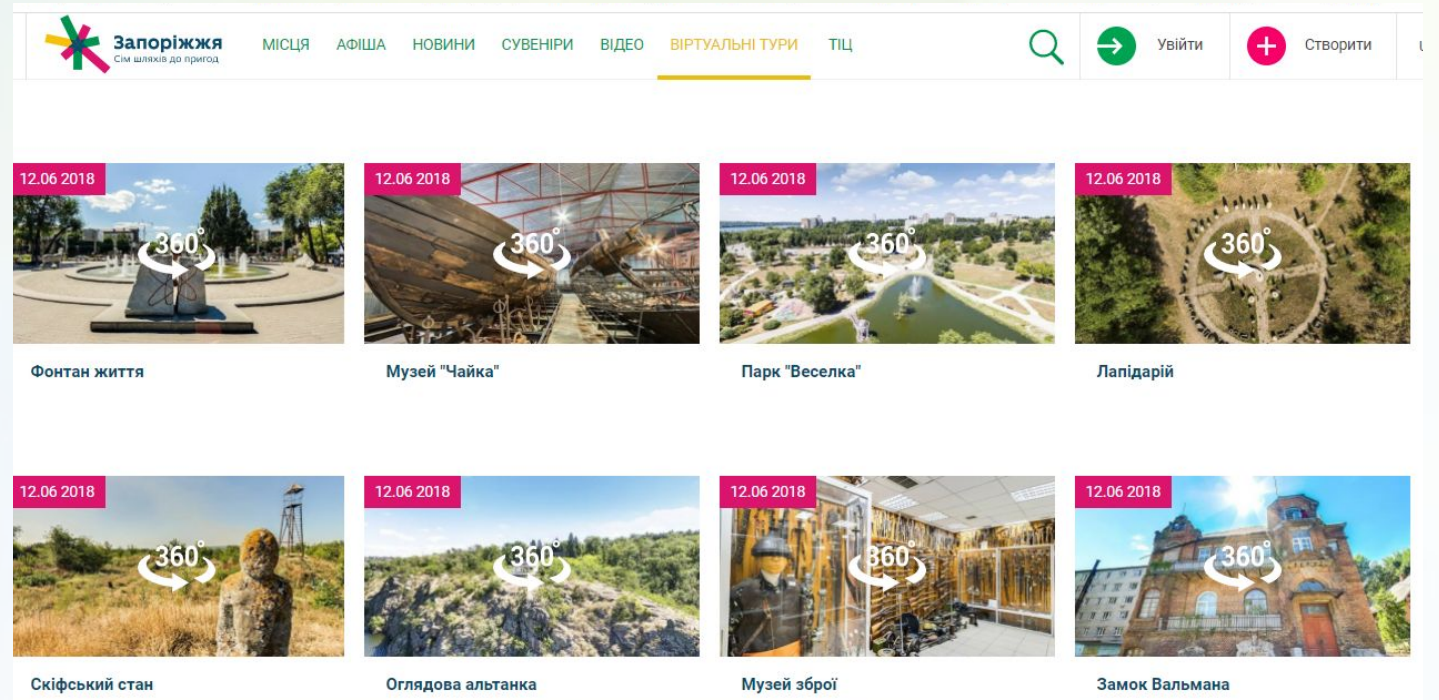 Запоріжжя
Сім шляхів до пригод
МІСЦЯ АФІША НОВИНИ СУВЕНІРИ ВІДЕО ВІРТУАЛЬНІ ТУРИ ТІЦ Увійти Створити
12.06 2018 12.06 2018 12.06 2018 12.06 2018
360° 360° 360° 360°
Фонтан життя Музей "Чайка" Парк "Веселка" Лапідарій
12.06 2018 12.06 2018 12.06 2018 12.06 2018
360° 360° 360° 360°
Скіфський стан Оглядова альтанка Музей зброї Замок Вальмана